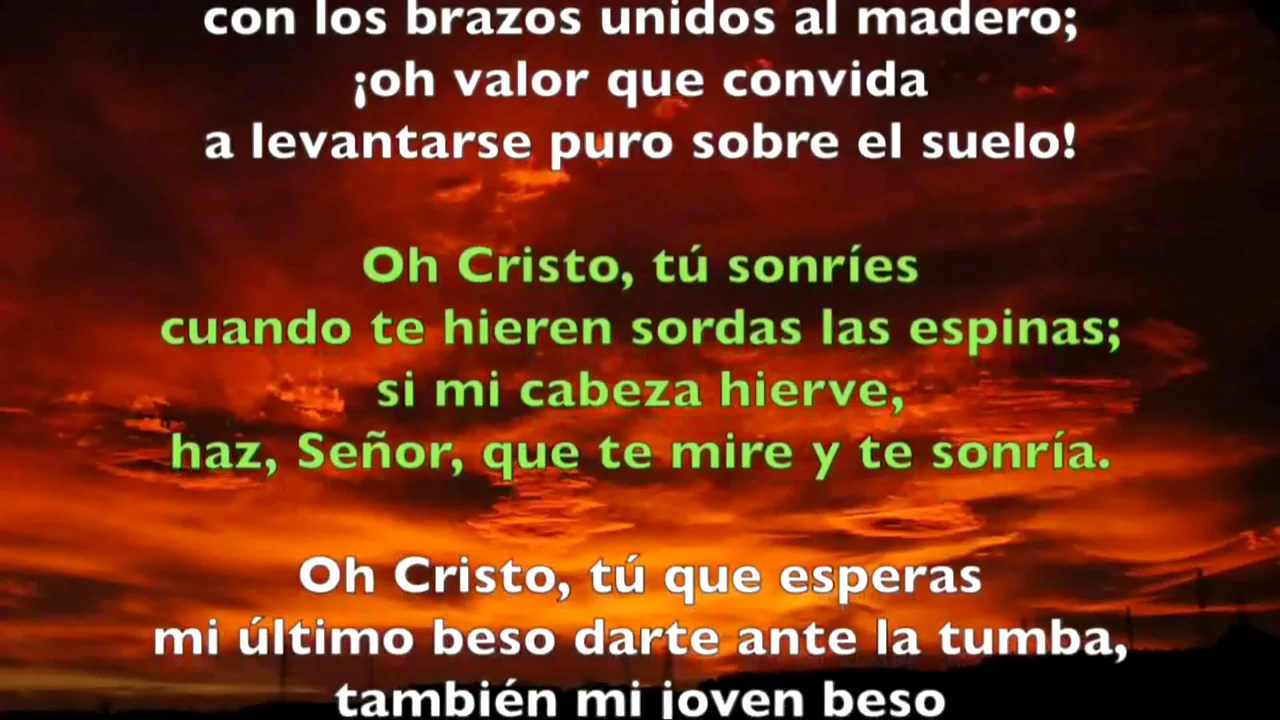 con los brazos unidos al madero;
¡oh valor que convida
a levantarse puro sobre el suelo!
Oh Cristo, tú sonríes
cuando te hieren sordas las espinas;
si mi cabeza hierve,
haz, Señor, que te mire y te sonría.
Oh Cristo, tú que esperas
mi último beso darte ante la tumba,
también mi joven beso